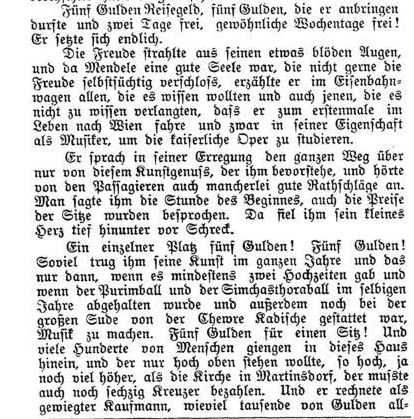 Fünf Gulden Reisegeld, fünf Gulden, die er anbringen
durfte und zwei Tage frei, gewöhnliche Wochentage frei!
Er setzte sich endlich.
Die Freude strahlte aus seinen etwas blöden Augen,
und da Mendele eine gute Seele war, die nicht gerne die
Freude selbstsüchtig verschloss, erzählte er im Eisenbahn-
wagen allen, die es wissen wollten und auch jenen, die es
nicht zu wissen verlangten, dass er zum erstenmale im
Leben nach Wien fahre und zwar in seiner Eigenschaft
als Musiker, um die kaiserliche Oper zu studieren.
Er sprach in seiner Erregung den ganzen Weg über
nur von diesem Kunstgenuss, der ihm bevorstehe, und hörte
von den Passagieren auch mancherlei gute Rathschläge an.
Man sagte ihm die Stunde des Beginnes, auch die Preise
der Sitze wurden besprochen. Da fiel ihm sein kleines
Herz tief hinunter vor Schreck.
Ein einzelner Platz fünf Gulden! Fünf Gulden!
Soviel trug ihm seine Kunst im ganzen Jahre und das
nur dann, wenn es mindestens zwei Hochzeiten gab und
wenn der Purimball und der Simchasthoraball im selbigen
Jahre abgehalten wurde und außerdem noch bei der
großen Sude von der Chewre Kadische gestattet war,
Musik zu machen. Fünf Gulden für einen Sitz! Und
viele Hunderte von Menschen giengen in dieses Haus
hinein, und der nur hoch oben stehen wollte, so hoch, ja
noch viel höher, als die Kirche in Martinsdorf, der musste
auch noch sechzig Kreuzer bezahlen. Und er rechnete als
gewiegter Kaufmann, wieviel tausende von Gulden all-